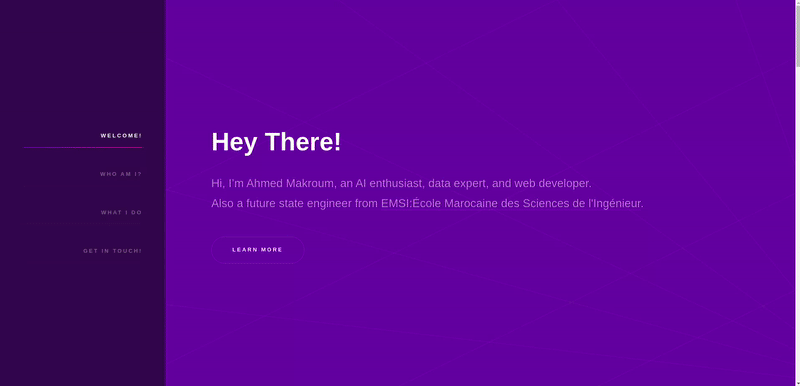 WELCOME!
WHO AM I?
WHAT I DO
GET IN TOUCH!
Hey There!
Hi, I'm Ahmed Makroum, an AI enthusiast, data expert, and web developer.
Also a future state engineer from EMSI:École Marocaine des Sciences de l'Ingénieur.
LEARN MORE